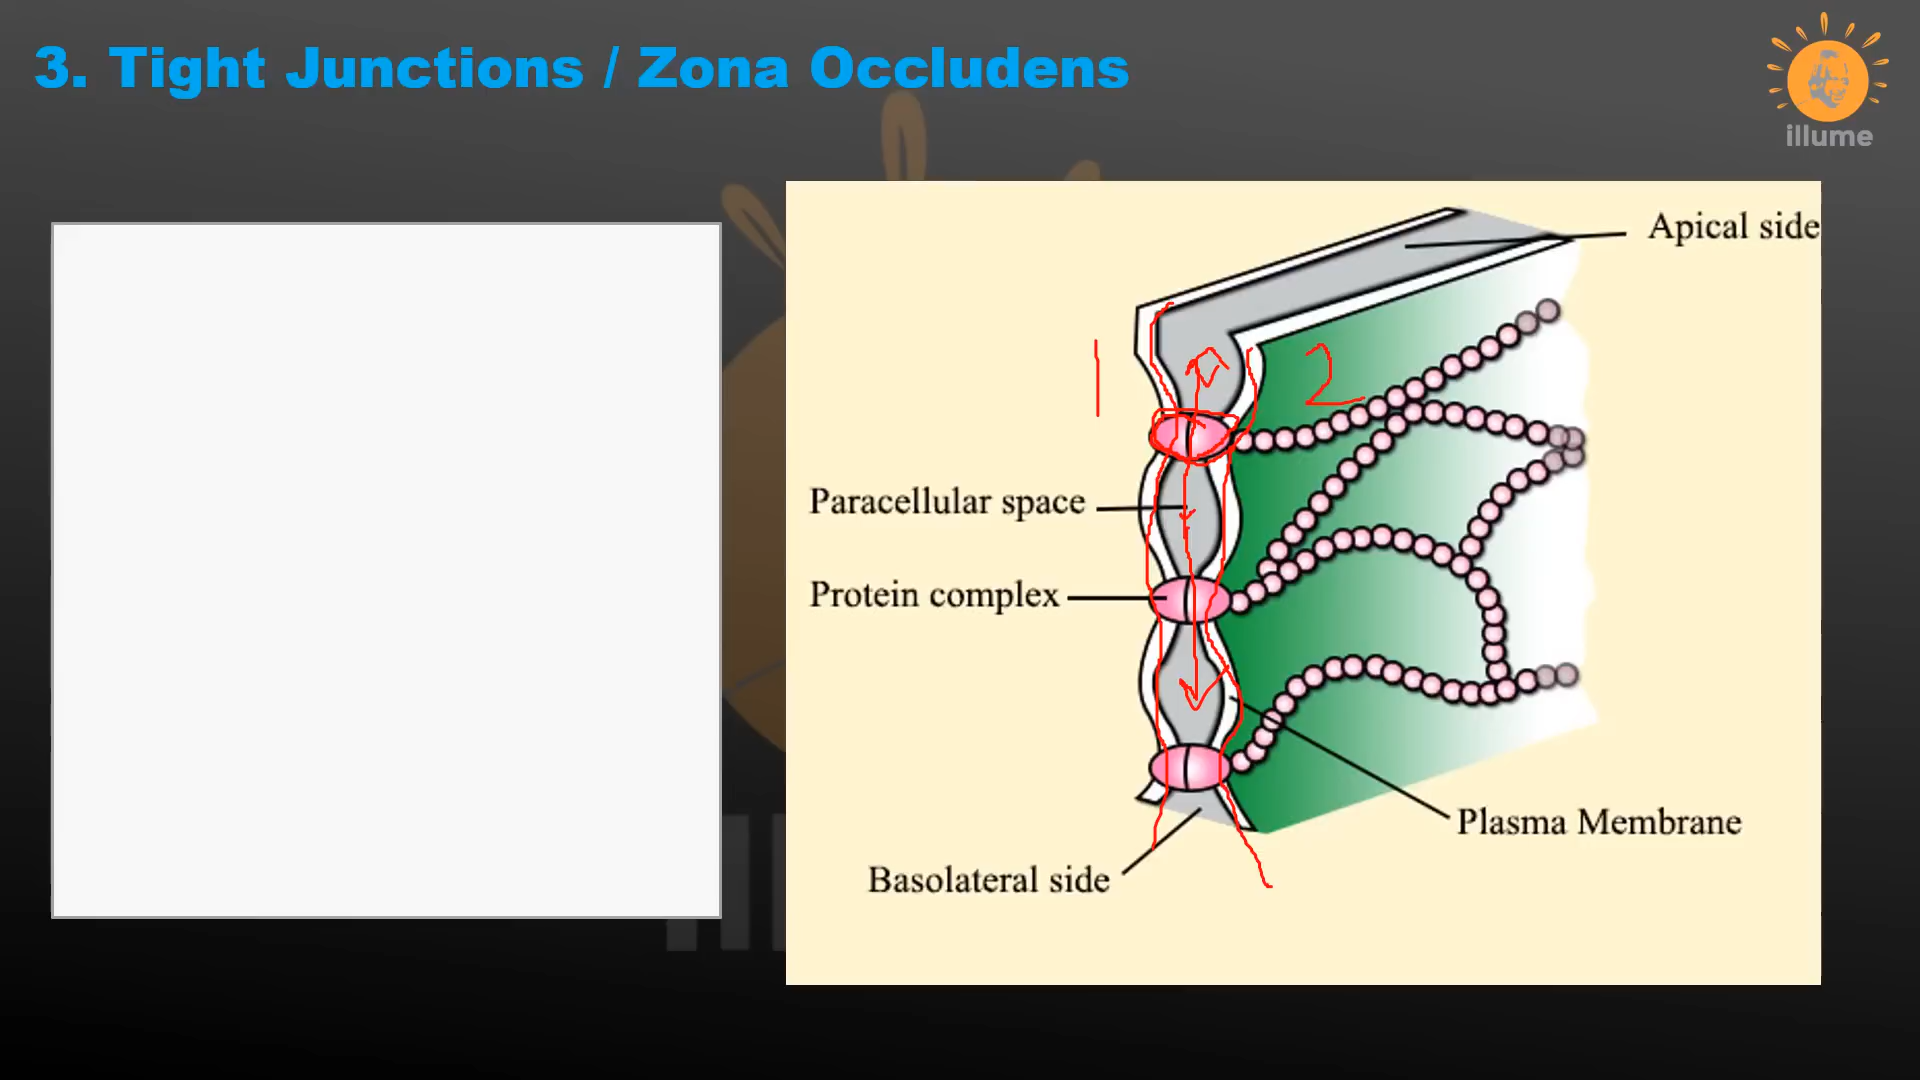 3. Tight Junctions / Zona Occludens
illume
Apical side
1
2
Paracellular space
Protein complex
Plasma Membrane
Basolateral side